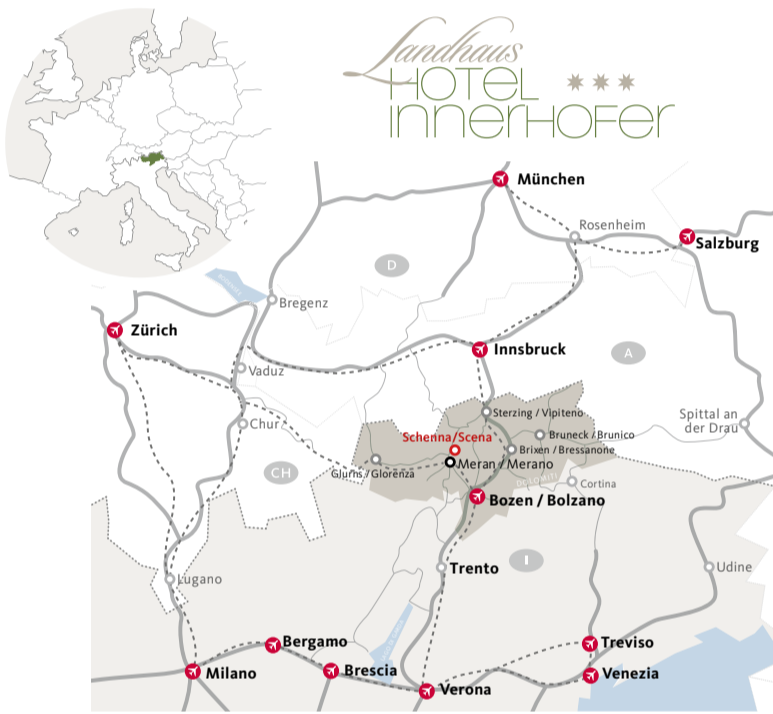 Landhaus
HOTEL
INNERHOFER
München
Rosenheim
Salzburg
D
Bregenz
Zürich
Innsbruck
A
Vaduz
Sterzing / Vipiteno
Spittal an
der Drau
Chur
Schenna/Scena
Bruneck / Brunico
Brixen / Bressanone
Meran / Merano
CH
Glurns / Glorenza
DOLOMITI
Cortina
Bozen / Bolzano
I
Trento
Udine
Lugano
Bergamo
Treviso
Milano
Brescia
Venezia
Verona